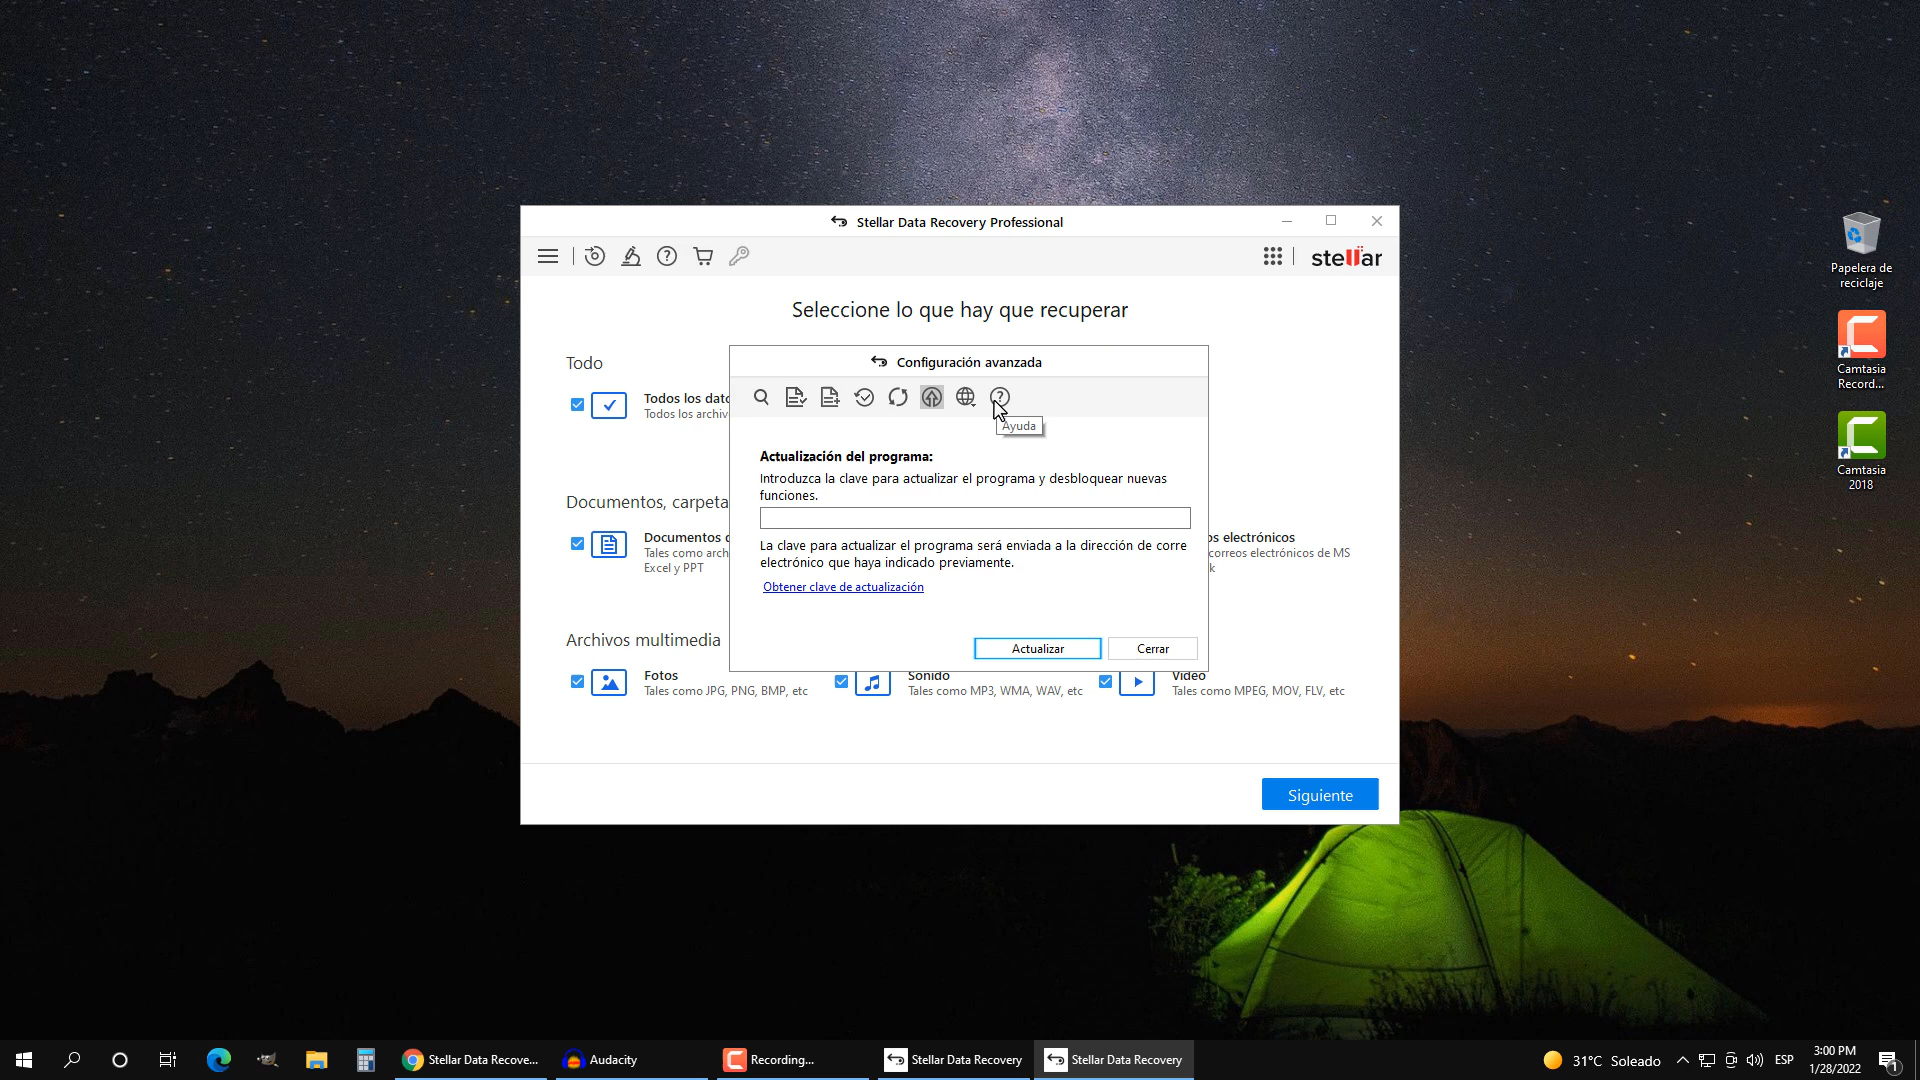 Stellar Data Recovery Professional
stellar
Seleccione lo que hay que recuperar
Todo
Todos los dato
Todos los archiv
Documentos, carpeta
Documentos
Tales como arch
Excel y PPT
os electrónicos
correos electrónicos de MS
k
Archivos multimedia
Fotos
Tales como JPG, PNG, BMP, etc
Sonido
Tales como MP3, WMA, WAV, etc
Vídeo
Tales como MPEG, MOV, FLV, etc
Siguiente
Configuración avanzada
Ayuda
Actualización del programa:
Introduzca la clave para actualizar el programa y desbloquear nuevas
funciones.
La clave para actualizar el programa será enviada a la dirección de corre
electrónico que haya indicado previamente.
Obtener clave de actualización
Actualizar
Cerrar
Papelera de
reciclaje
Camtasia
Record...
Camtasia
2018
Stellar Data Recove...
Audacity
Recording...
Stellar Data Recovery
Stellar Data Recovery
31°C Soleado
ESP
3:00 PM
1/28/2022
1